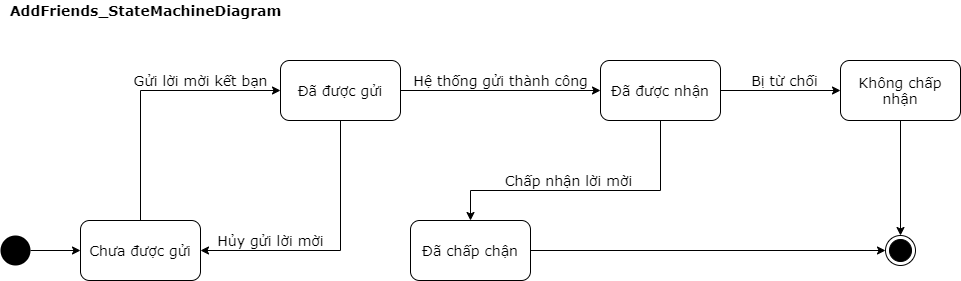 AddFriends_StateMachineDiagram
Gửi lời mời kết bạn
Đã được gửi
Hệ thống gửi thành công
Đã được nhận
Bị từ chối
Không chấp
nhận
Chấp nhận lời mời
Chưa được gửi
Hủy gửi lời mời
Đã chấp chận